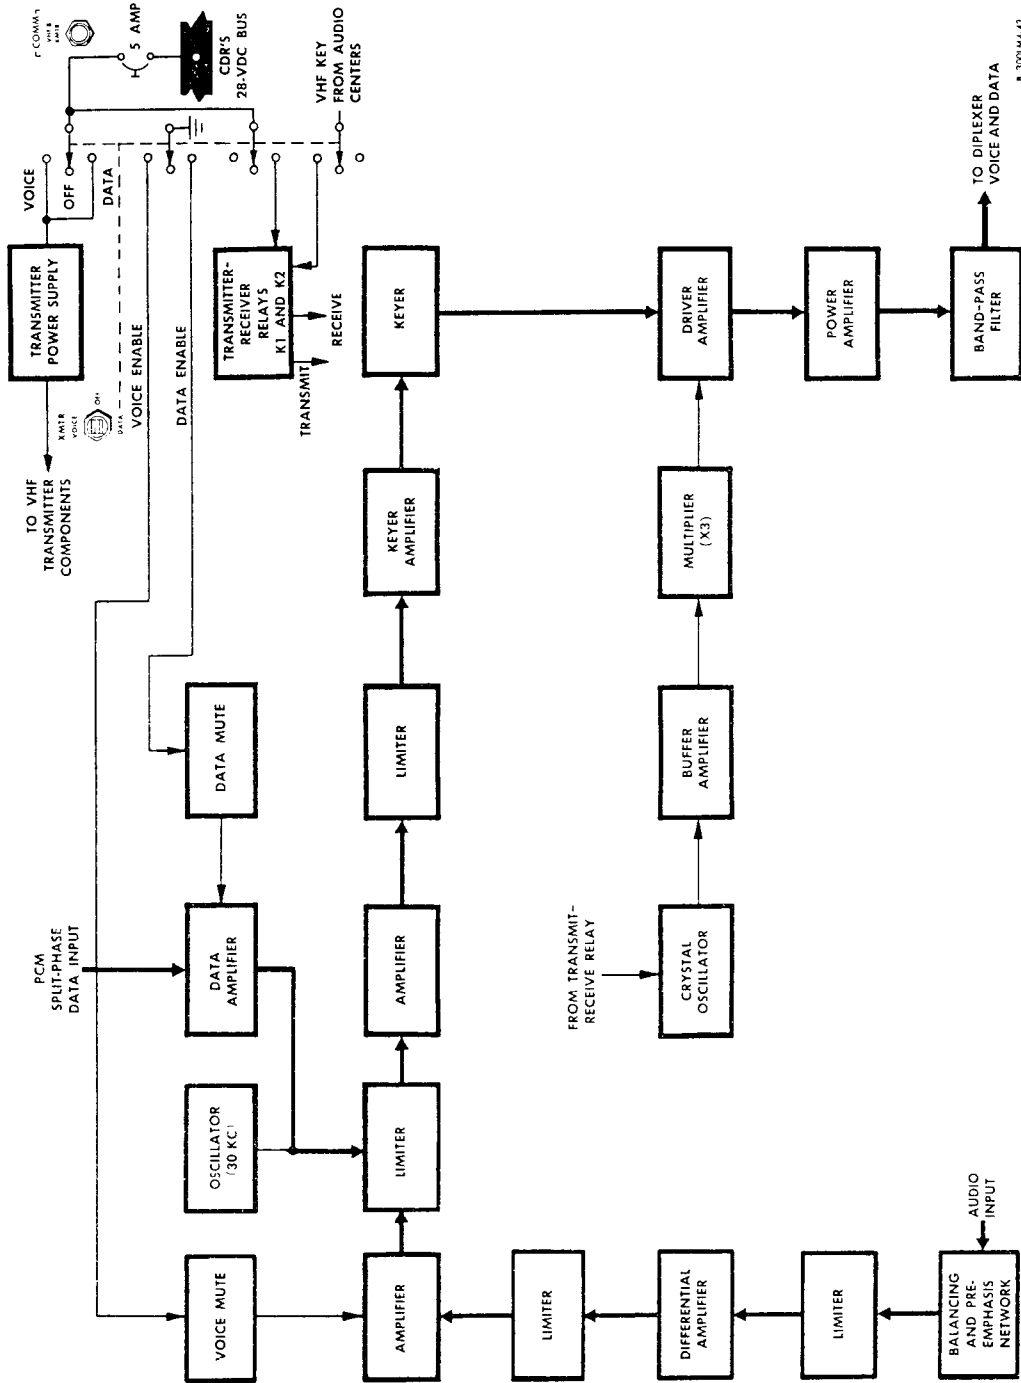 COMM
VHF B
XMTR
5 AMP
CDR'S
28-VDC BUS
VHF KEY
FROM AUDIO
CENTERS
VOICE
OFF
DATA
TRANSMITTER
POWER SUPPLY
TO VHF
TRANSMITTER
COMPONENTS
XMTR
VOICE
OFF
DATA
VOICE ENABLE
DATA ENABLE
TRANSMITTER-
RECEIVER
RELAYS
K1 AND K2
TRANSMIT
RECEIVE
PCM
SPLIT-PHASE
DATA INPUT
VOICE MUTE
OSCILLATOR
(30 KC)
DATA
AMPLIFIER
DATA MUTE
AMPLIFIER
LIMITER
AMPLIFIER
LIMITER
KEYER
AMPLIFIER
KEYER
LIMITER
DIFFERENTIAL
AMPLIFIER
LIMITER
AUDIO
INPUT
BALANCING
AND PRE-
EMPHASIS
NETWORK
FROM TRANSMIT-
RECEIVE RELAY
CRYSTAL
OSCILLATOR
BUFFER
AMPLIFIER
MULTIPLIER
(X3)
DRIVER
AMPLIFIER
POWER
AMPLIFIER
BAND-PASS
FILTER
TO DIPLEXER
VOICE AND DATA